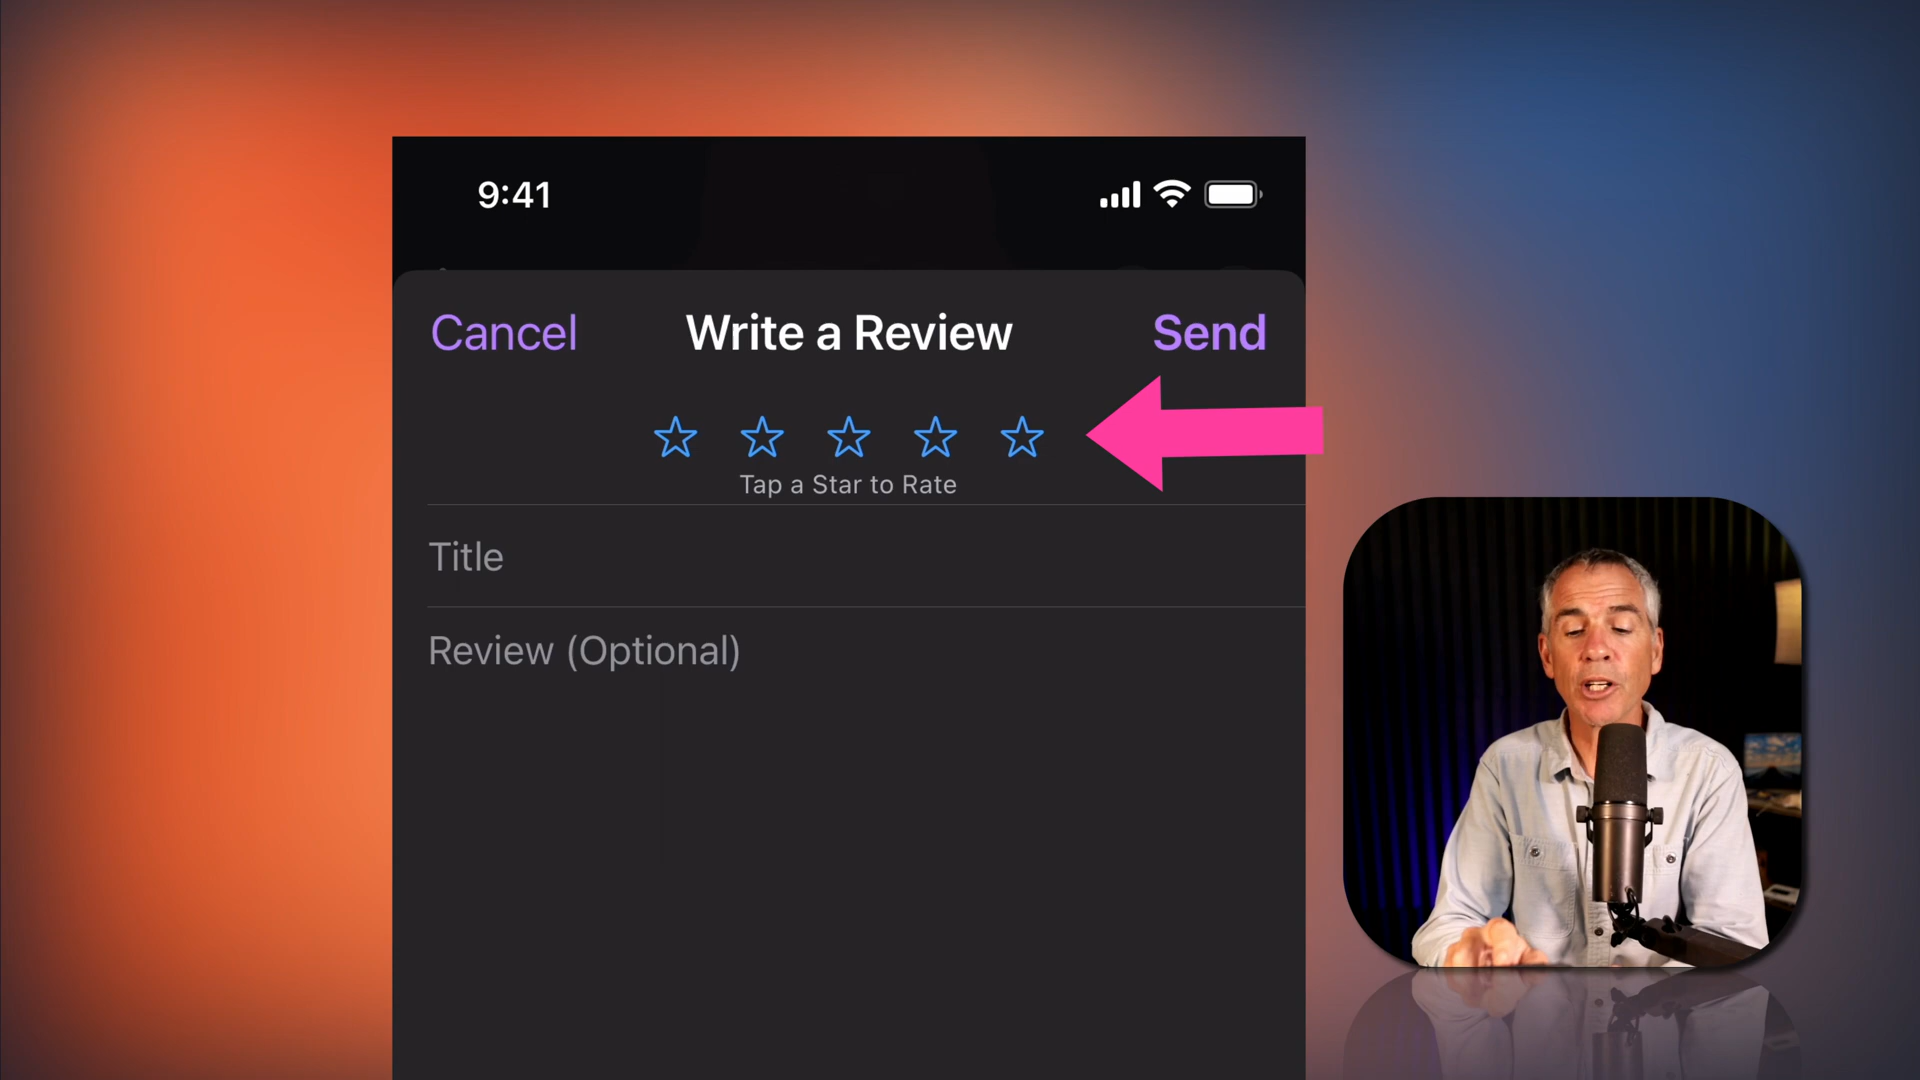 9:41
Cancel Write a Review Send
Tap a Star to Rate
Title
Review (Optional)